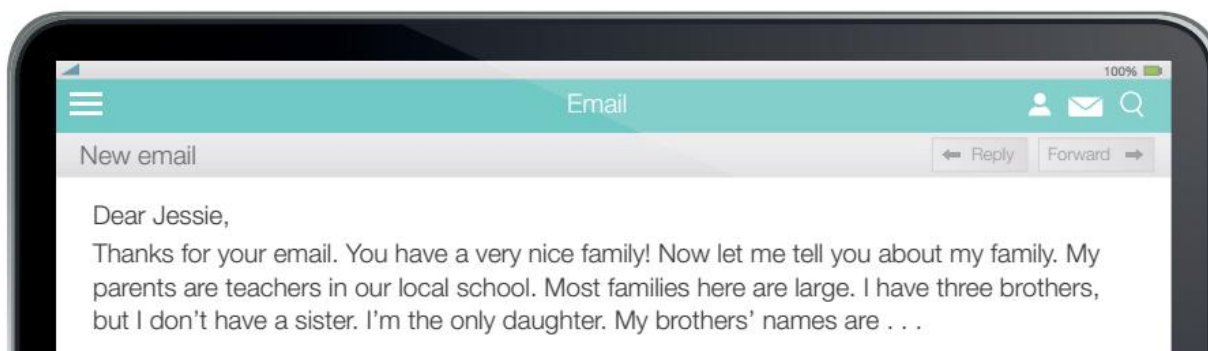 100%
Email
New email
Reply
Forward
Dear Jessie,
Thanks for your email. You have a very nice family! Now let me tell you about my family. My
parents are teachers in our local school. Most families here are large. I have three brothers,
but I don’t have a sister. I’m the only daughter. My brothers’ names are . . .